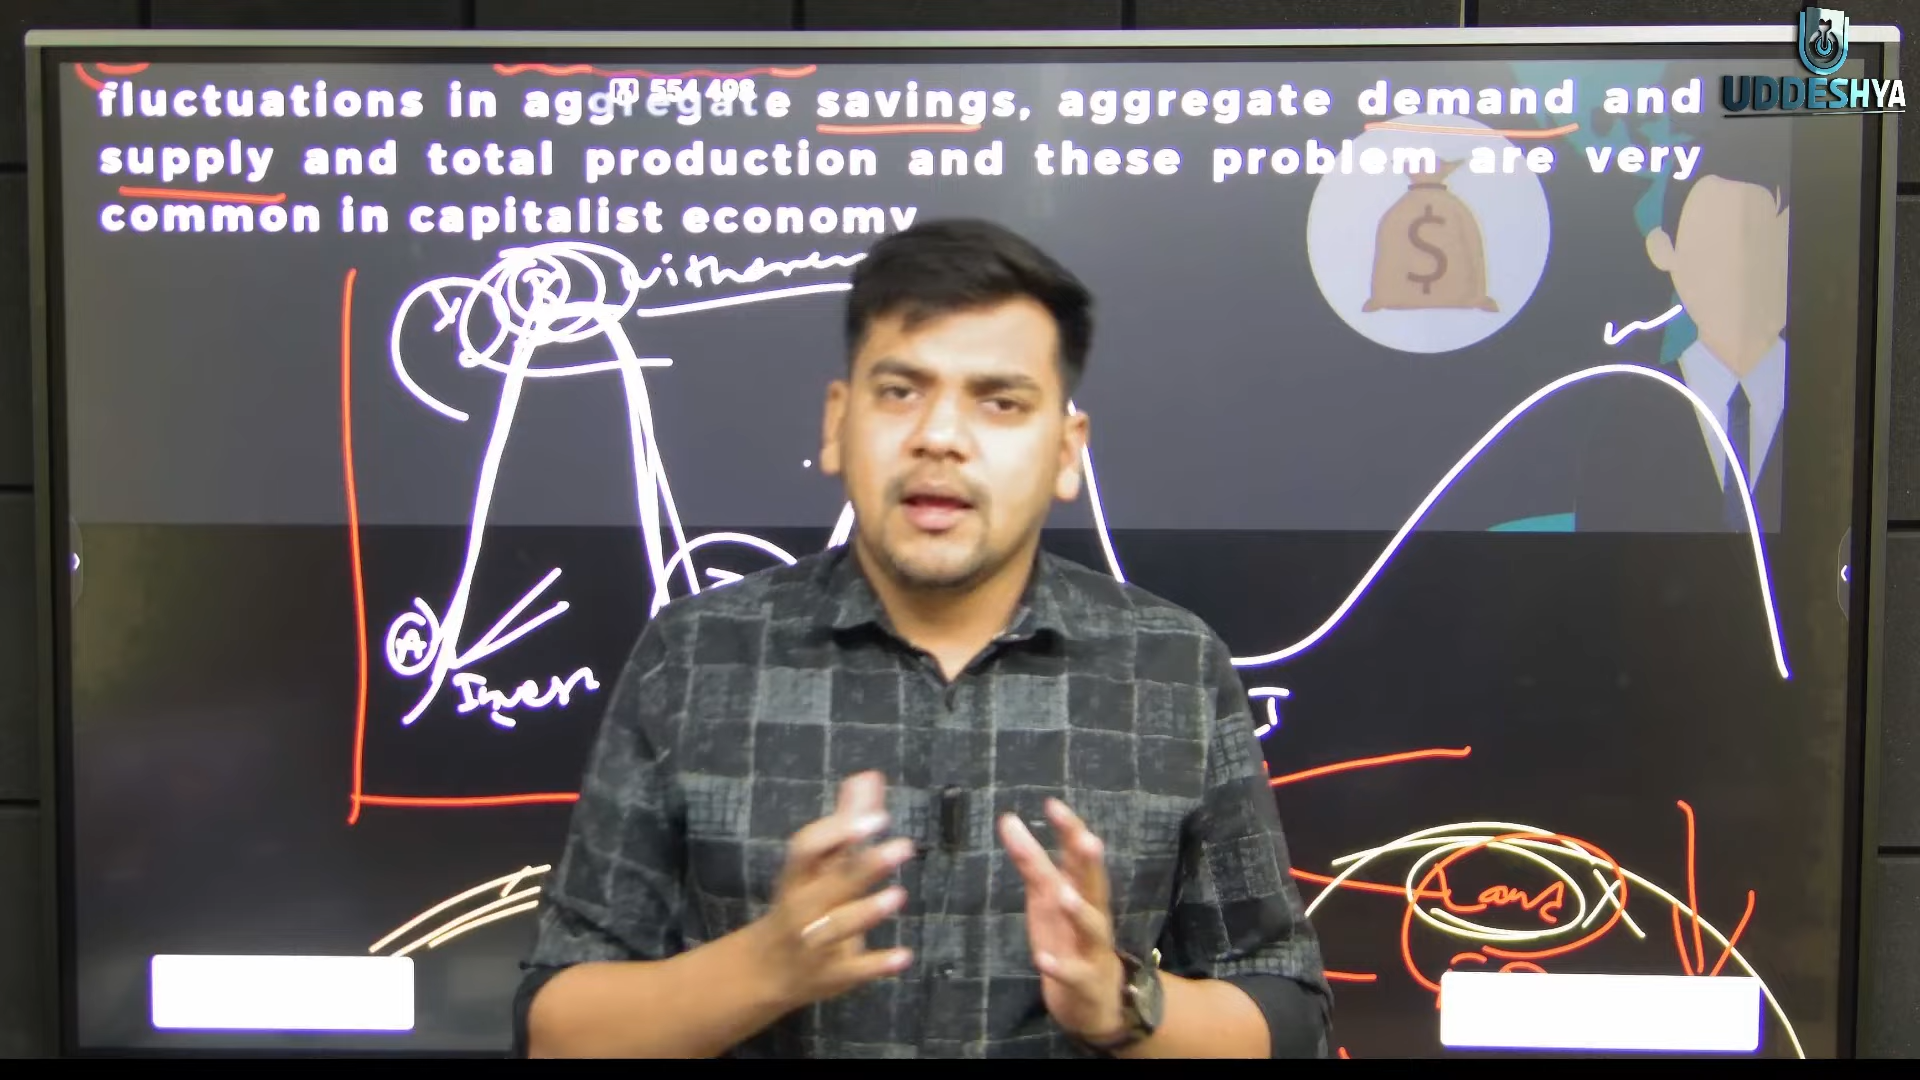 UDDESHYA
fluctuations in aggregate savings, aggregate demand and
supply and total production and these problem are very
common in capitalist economy
B
A
I
$